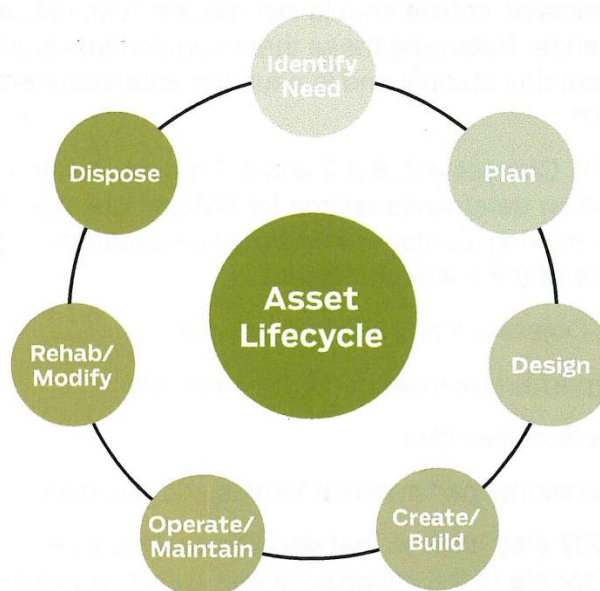 Identify
Need
Plan
Design
Create/
Build
Operate/
Maintain
Rehab/
Modify
Dispose
Asset
Lifecycle